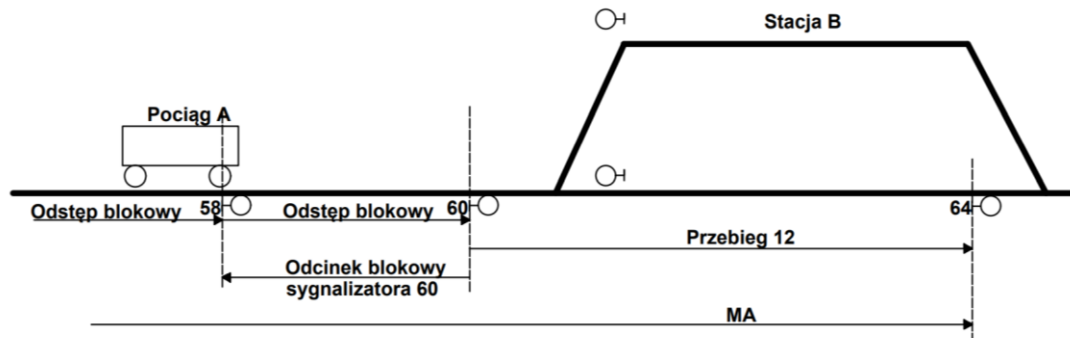 Stacja B
Pociąg A
Odstęp blokowy
58
Odstęp blokowy
60
64
Przebieg 12
Odcinek blokowy
sygnalizatora 60
MA